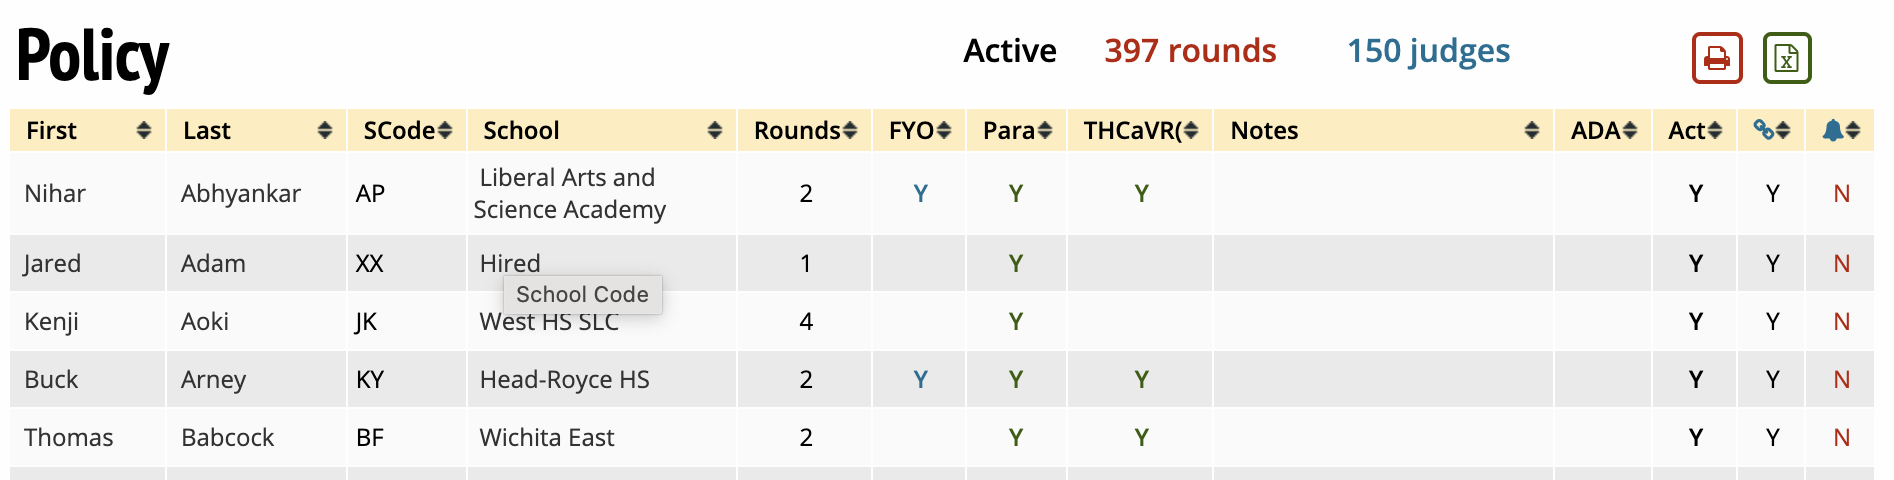 Policy Active 397 rounds 150 judges
First Last SCode School Rounds FYO Para THCaVR( Notes ADA Act
Nihar Abhyankar AP Liberal Arts and Science Academy 2 Y Y Y Y Y N
Jared Adam XX Hired 1 Y Y Y N
School Code
Kenji Aoki JK West HS SLC 4 Y Y Y N
Buck Arney KY Head-Royce HS 2 Y Y Y Y Y N
Thomas Babcock BF Wichita East 2 Y Y Y Y N